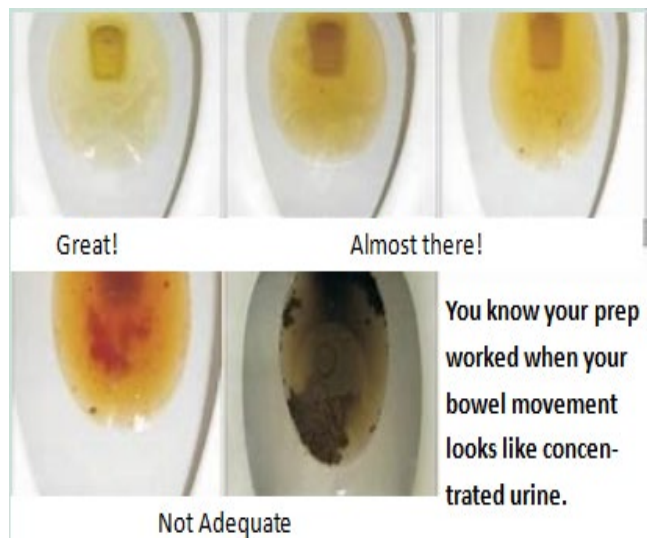 Great!
Almost there!
You know your prep
worked when your
bowel movement
looks like concen-
trated urine.
Not Adequate